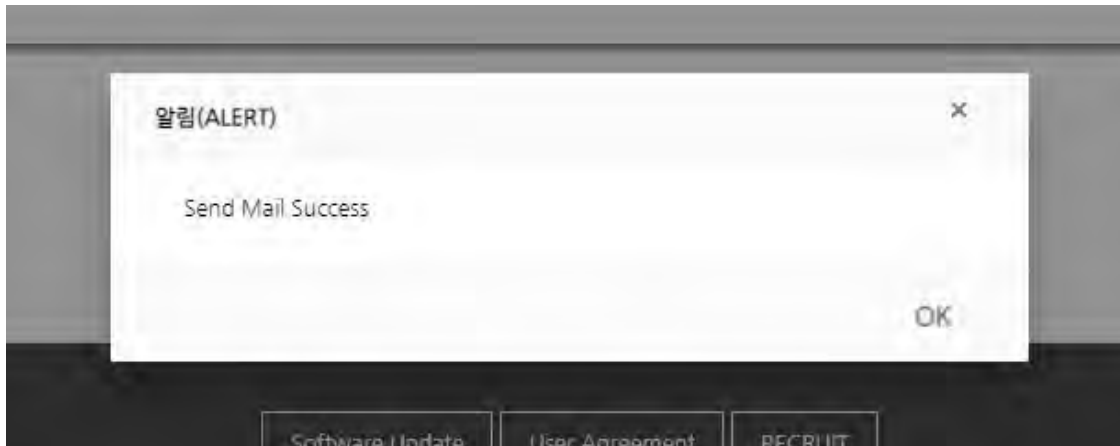 알림(ALERT)
×
Send Mail Success
OK
Software Update
User Agreement
RECRUIT